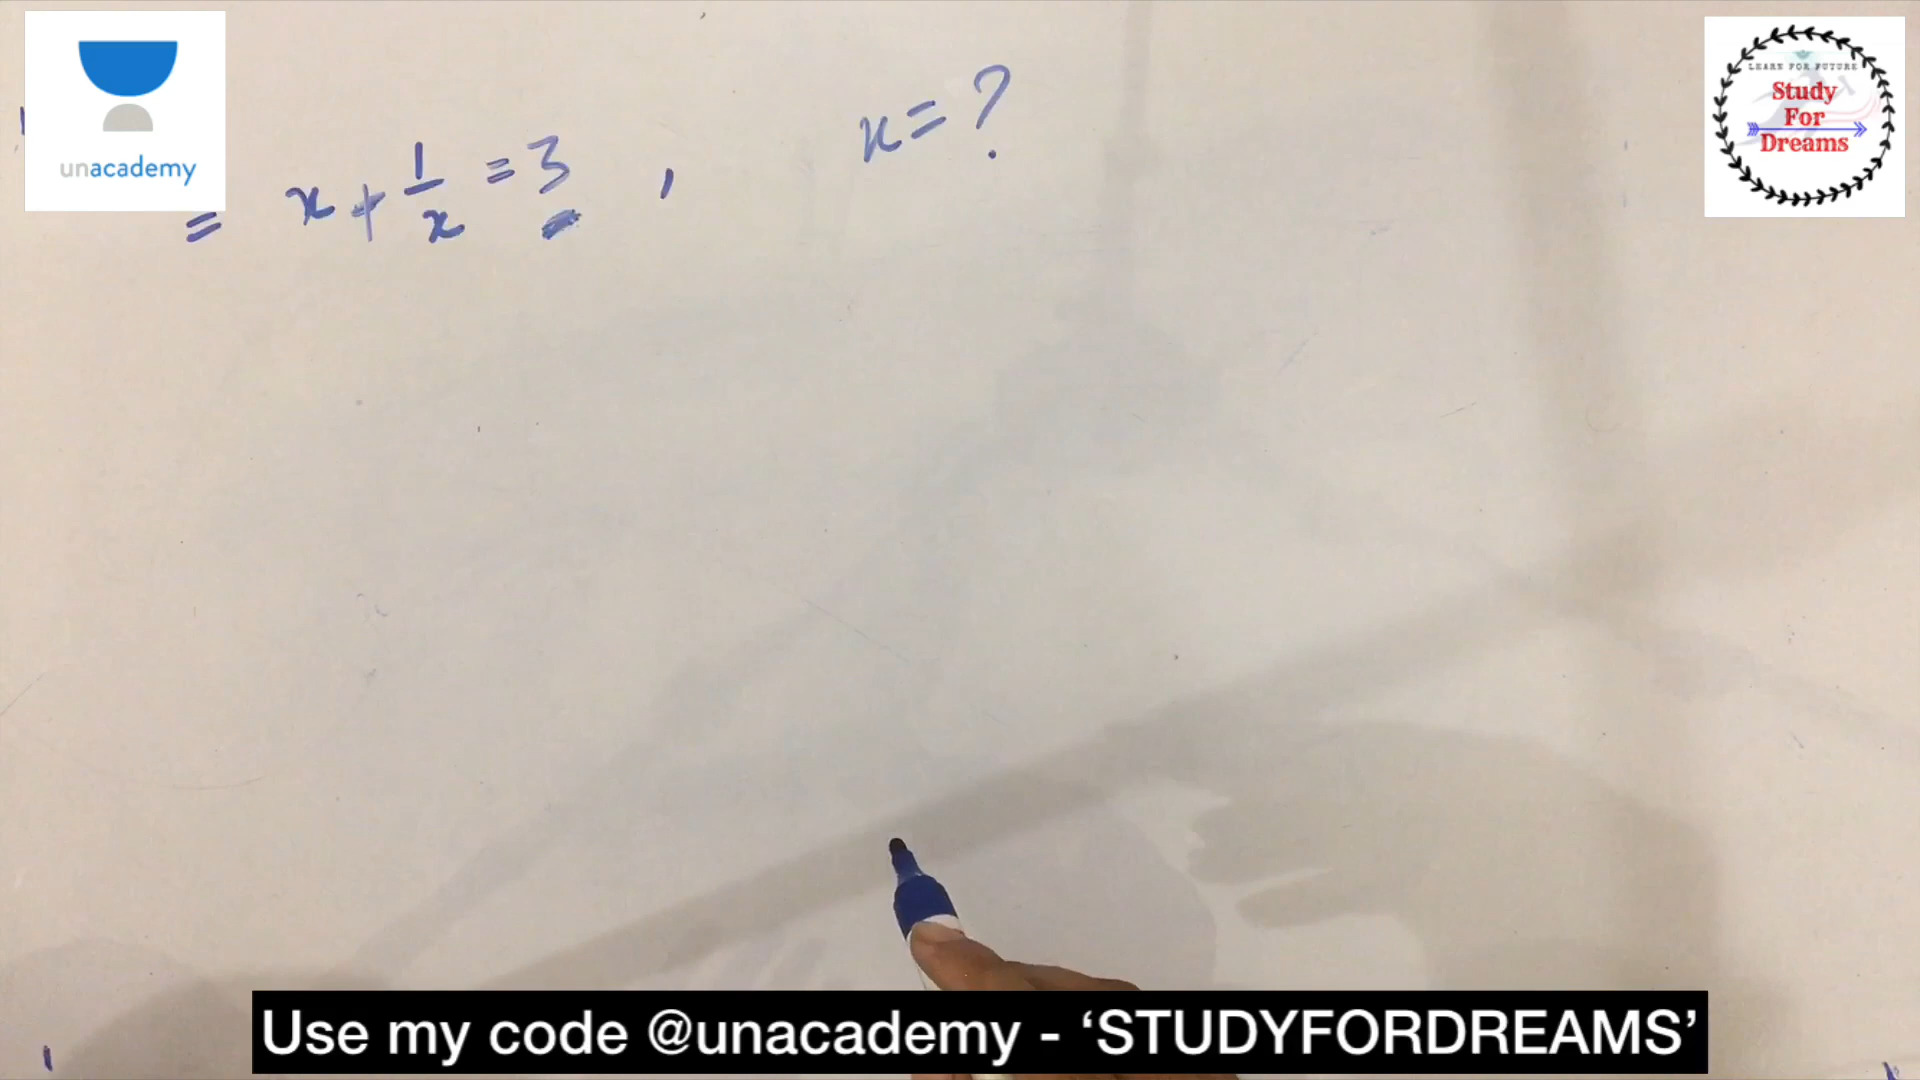 unacademy
= x + 1/x = 3 , x = ?
LEARN FOR FUTURE
Study
For
Dreams
Use my code @unacademy - ‘STUDYFORDREAMS’